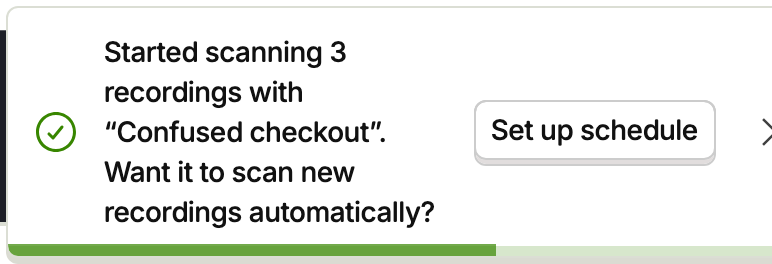 Started scanning 3
recordings with
“Confused checkout”.
Want it to scan new
recordings automatically?
Set up schedule